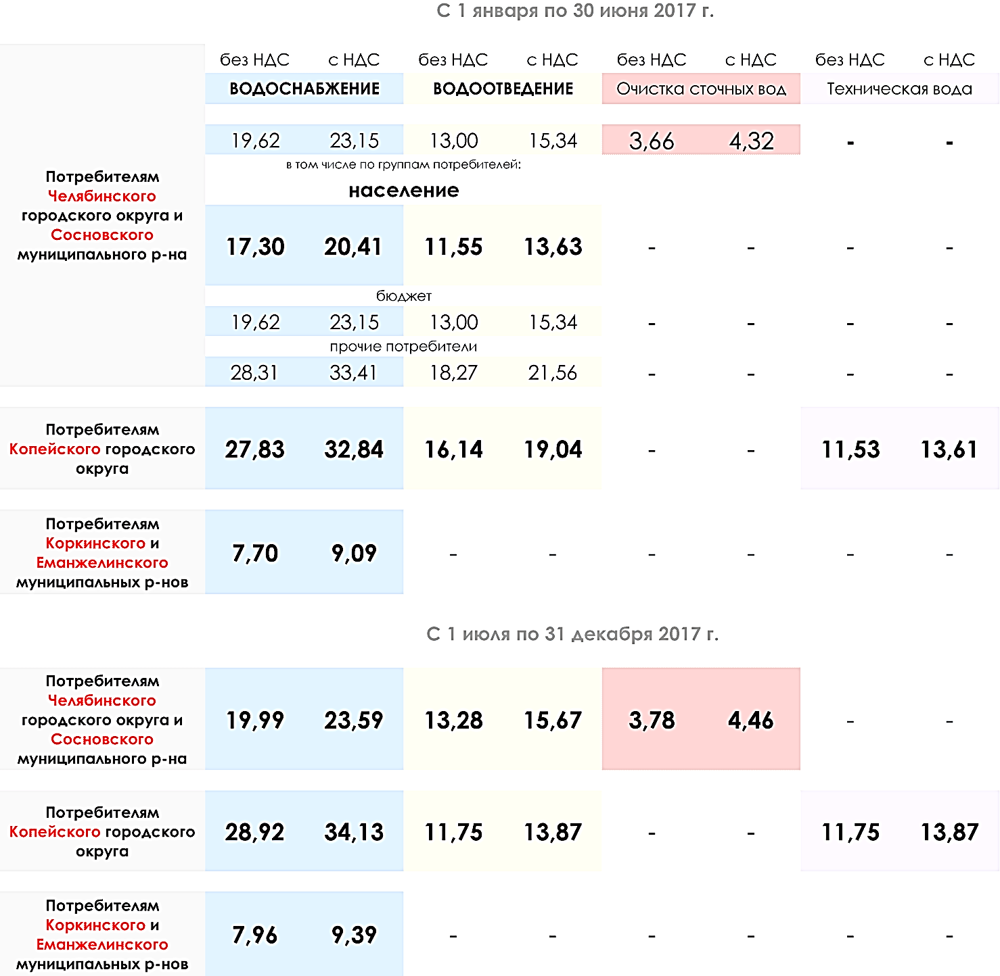 С 1 января по 30 июня 2017 г.
без НДС с НДС без НДС с НДС без НДС с НДС без НДС с НДС
ВОДОСНАБЖЕНИЕ ВОДООТВЕДЕНИЕ Очистка сточных вод Техническая вода
Потребителям
Челябинского
городского округа и
Сосновского
муниципального р-на
19,62 23,15 13,00 15,34 3,66 4,32 - -
в том числе по группам потребителей:
население
17,30 20,41 11,55 13,63 - - - -
бюджет
19,62 23,15 13,00 15,34 - - - -
прочие потребители
28,31 33,41 18,27 21,56 - - - -
Потребителям
Копейского городского
округа
27,83 32,84 16,14 19,04 - - 11,53 13,61
Потребителям
Коркинского и
Еманжелинского
муниципальных р-нов
7,70 9,09 - - - - - -
С 1 июля по 31 декабря 2017 г.
Потребителям
Челябинского
городского округа и
Сосновского
муниципального р-на
19,99 23,59 13,28 15,67 3,78 4,46 - -
Потребителям
Копейского городского
округа
28,92 34,13 11,75 13,87 - - 11,75 13,87
Потребителям
Коркинского и
Еманжелинского
муниципальных р-нов
7,96 9,39 - - - - - -